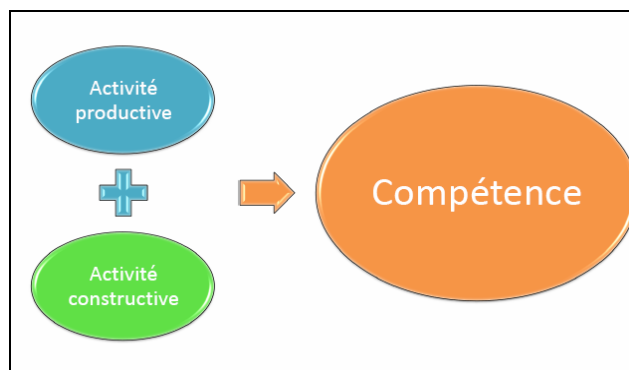 Activité
productive
Activité
constructive
Compétence